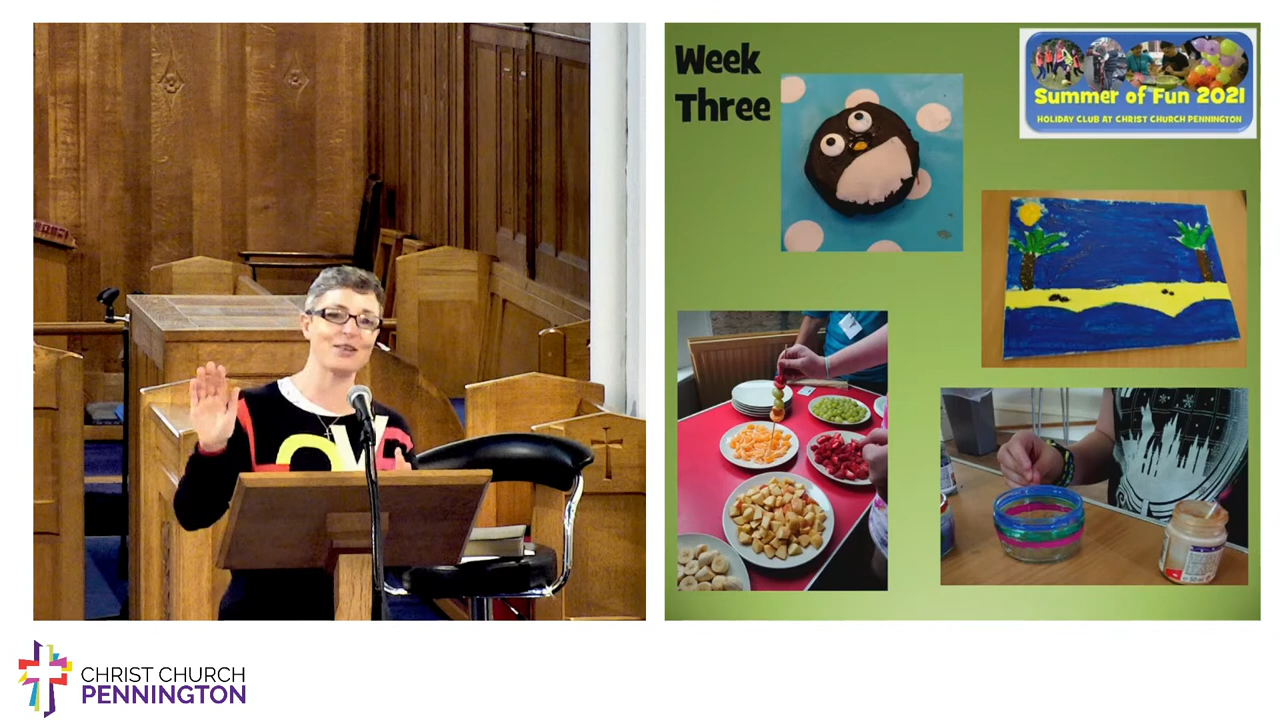 Week
Three
Summer of Fun 2021
HOLIDAY CLUB AT CHRIST CHURCH PENNINGTON
CHRIST CHURCH
PENNINGTON